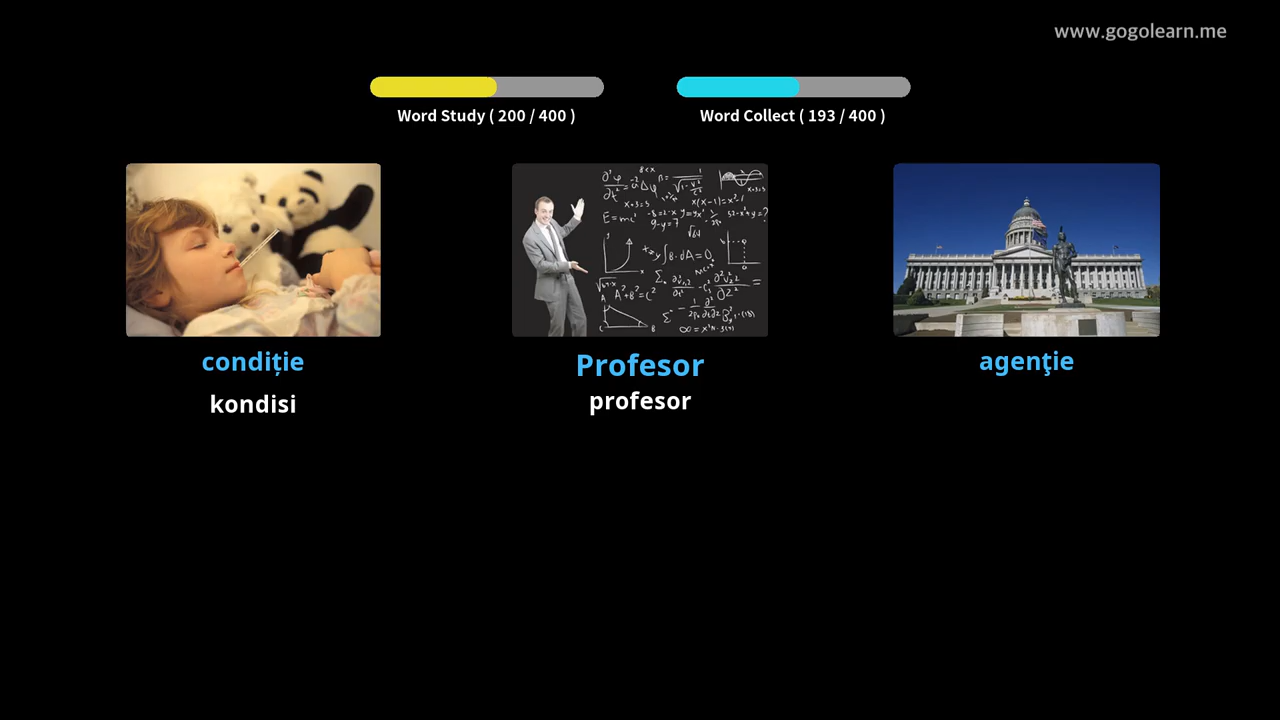 www.gogolearn.me
Word Study ( 200 / 400 )
Word Collect ( 193 / 400 )
condiție
Profesor
agenţie
kondisi
profesor